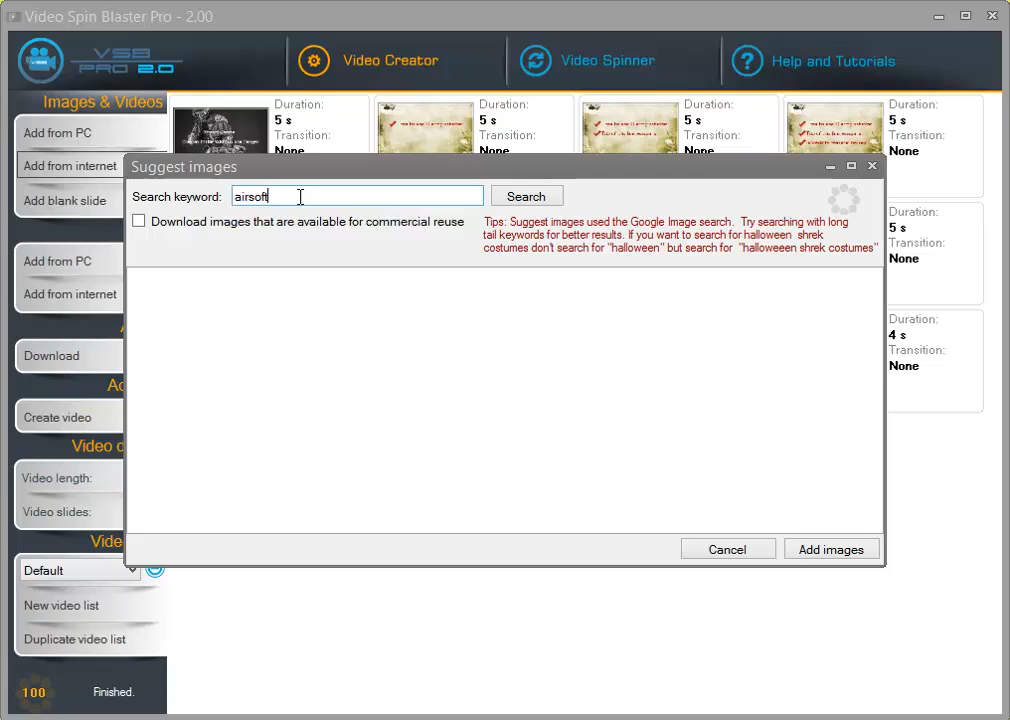 Video Spin Blaster Pro - 2.00
VSB
PRO 2.0
Video Creator
Video Spinner
Help and Tutorials
Images & Videos
Add from PC
Add from internet
Add blank slide
Add from PC
Add from internet
Download
Create video
Video length:
Video slides:
Default
New video list
Duplicate video list
100
Finished.
Duration:
5 s
Transition:
None
Duration:
5 s
Transition:
None
Duration:
5 s
Transition:
None
Duration:
5 s
Transition:
None
Suggest images
Search keyword:
airsoft
Search
Download images that are available for commercial reuse
Tips: Suggest images used the Google Image search. Try searching with long
tail keywords for better results. If you want to search for halloween shrek
costumes don't search for "halloween" but search for "halloweeen shrek costumes"
Cancel
Add images
Duration:
5 s
Transition:
None
Duration:
4 s
Transition:
None